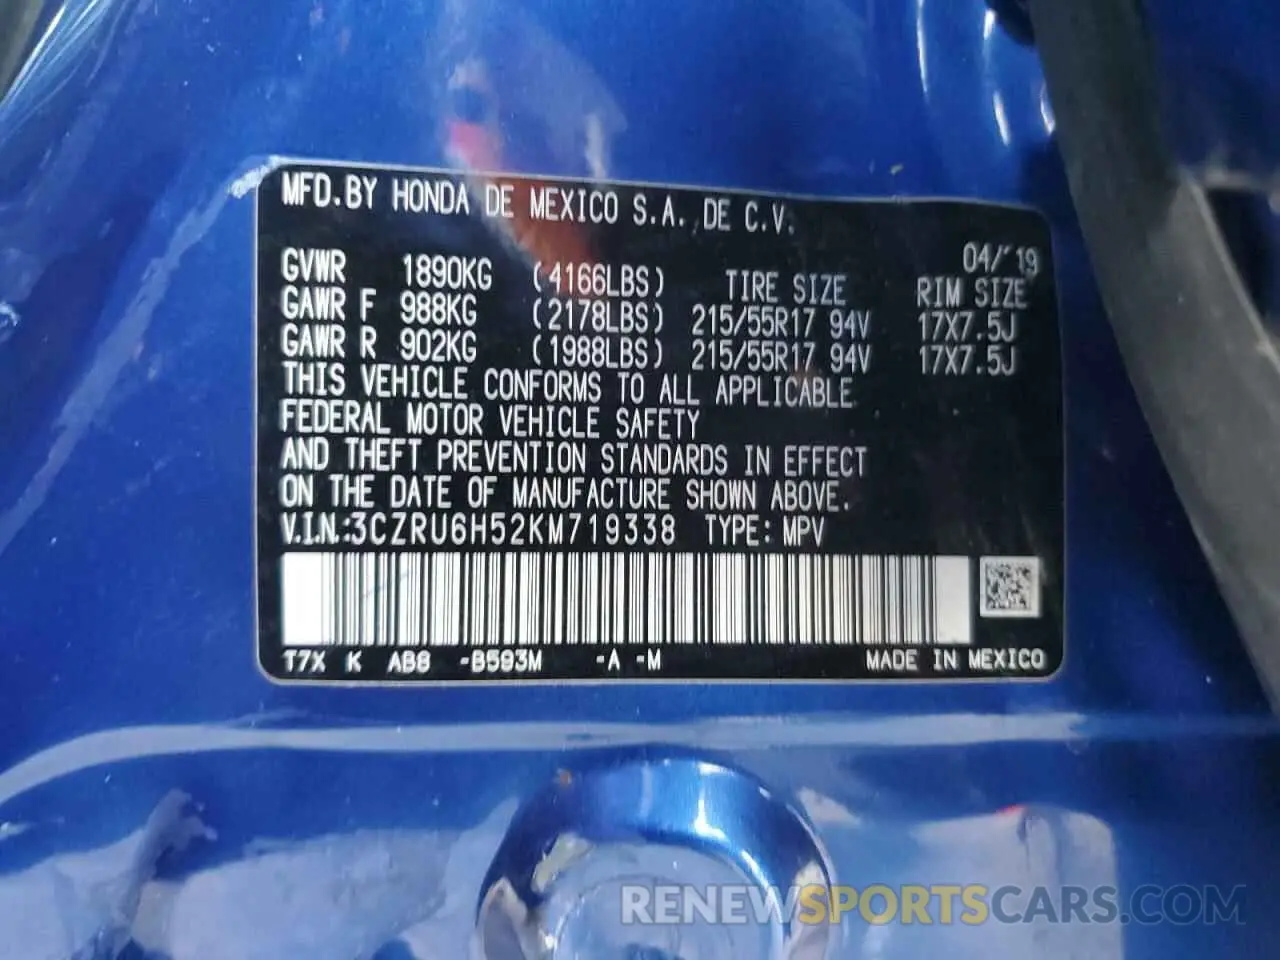 MFD.BY HONDA DE MEXICO S.A. DE C.V.
04/'19
GVWR 1890KG (4166LBS) TIRE SIZE RIM SIZE
GAWR F 988KG (2178LBS) 215/55R17 94V 17X7.5J
GAWR R 902KG (1988LBS) 215/55R17 94V 17X7.5J
THIS VEHICLE CONFORMS TO ALL APPLICABLE
FEDERAL MOTOR VEHICLE SAFETY
AND THEFT PREVENTION STANDARDS IN EFFECT
ON THE DATE OF MANUFACTURE SHOWN ABOVE.
V.I.N.:3CZRU6H52KM719338 TYPE: MPV
T7X K AB8 -B593M -A -M MADE IN MEXICO
RENEWSPORTSCARS.COM